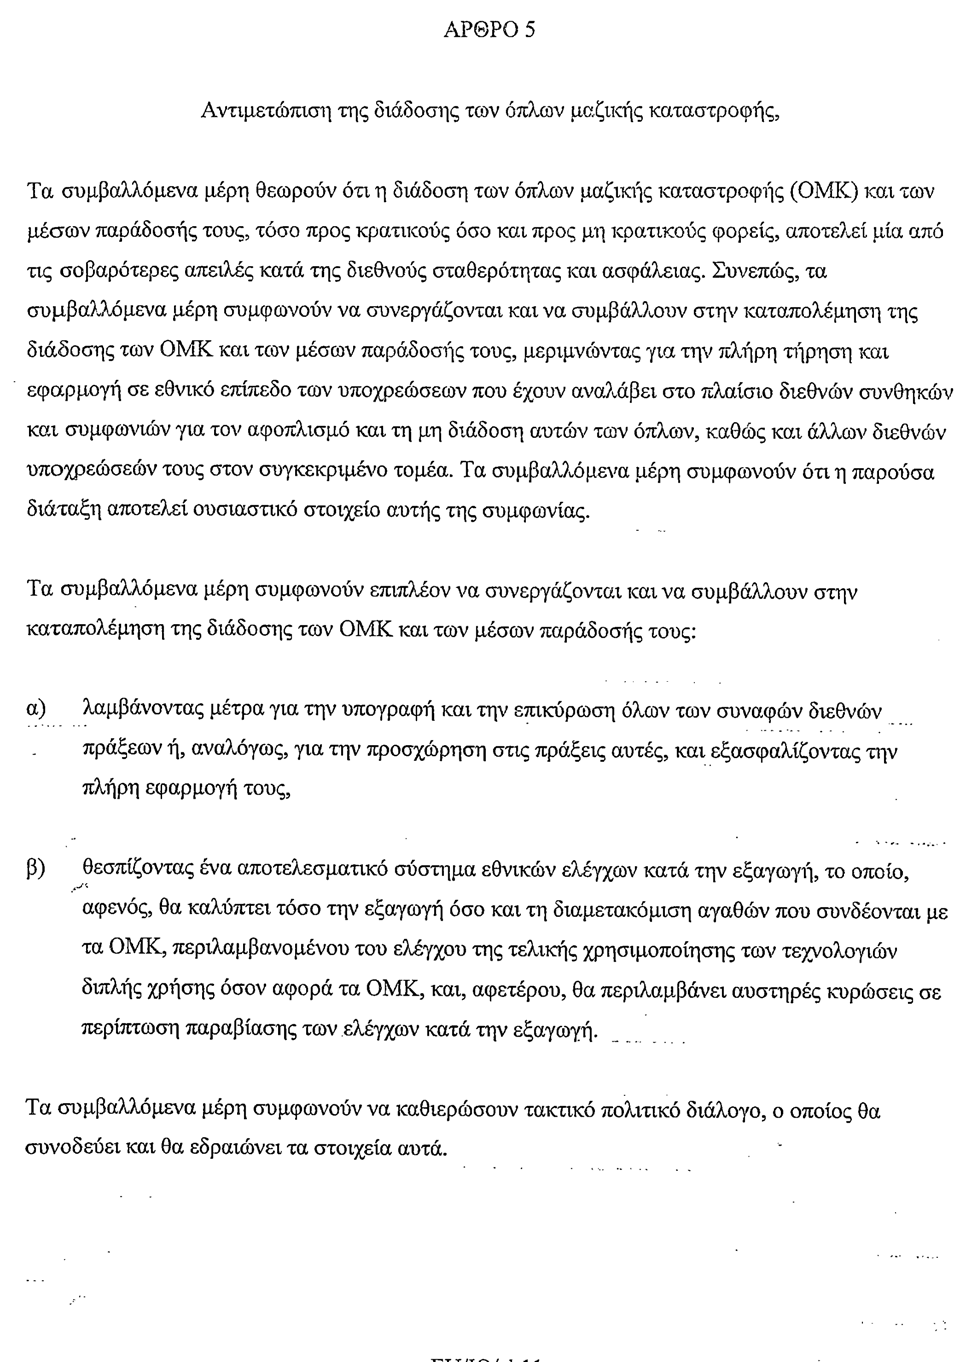 ΑΡΘΡΟ 5
Αντιμετώπιση της διάδοσης των όπλων μαζικής καταστροφής,
Τα συμβαλλόμενα μέρη θεωρούν ότι η διάδοση των όπλων μαζικής καταστροφής (ΟΜΚ) και των
μέσων παράδοσής τους, τόσο προς κρατικούς όσο και προς μη κρατικούς φορείς, αποτελεί μία από
τις σοβαρότερες απειλές κατά της διεθνούς σταθερότητας και ασφάλειας. Συνεπώς, τα
συμβαλλόμενα μέρη συμφωνούν να συνεργάζονται και να συμβάλλουν στην καταπολέμηση της
διάδοσης των ΟΜΚ και των μέσων παράδοσής τους, μεριμνώντας για την πλήρη τήρηση και
εφαρμογή σε εθνικό επίπεδο των υποχρεώσεων που έχουν αναλάβει στο πλαίσιο διεθνών συνθηκών
και συμφωνιών για τον αφοπλισμό και τη μη διάδοση αυτών των όπλων, καθώς και άλλων διεθνών
υποχρεώσεών τους στον συγκεκριμένο τομέα. Τα συμβαλλόμενα μέρη συμφωνούν ότι η παρούσα
διάταξη αποτελεί ουσιαστικό στοιχείο αυτής της συμφωνίας.
Τα συμβαλλόμενα μέρη συμφωνούν επιπλέον να συνεργάζονται και να συμβάλλουν στην
καταπολέμηση της διάδοσης των ΟΜΚ και των μέσων παράδοσής τους:
α) λαμβάνοντας μέτρα για την υπογραφή και την επικύρωση όλων των συναφών διεθνών
πράξεων ή, αναλόγως, για την προσχώρηση στις πράξεις αυτές, και εξασφαλίζοντας την
πλήρη εφαρμογή τους,
β) θεσπίζοντας ένα αποτελεσματικό σύστημα εθνικών ελέγχων κατά την εξαγωγή, το οποίο,
αφενός, θα καλύπτει τόσο την εξαγωγή όσο και τη διαμετακόμιση αγαθών που συνδέονται με
τα ΟΜΚ, περιλαμβανομένου του ελέγχου της τελικής χρησιμοποίησης των τεχνολογιών
διπλής χρήσης όσον αφορά τα ΟΜΚ, και, αφετέρου, θα περιλαμβάνει αυστηρές κυρώσεις σε
περίπτωση παραβίασης των ελέγχων κατά την εξαγωγή.
Τα συμβαλλόμενα μέρη συμφωνούν να καθιερώσουν τακτικό πολιτικό διάλογο, ο οποίος θα
συνοδεύει και θα εδραιώνει τα στοιχεία αυτά.